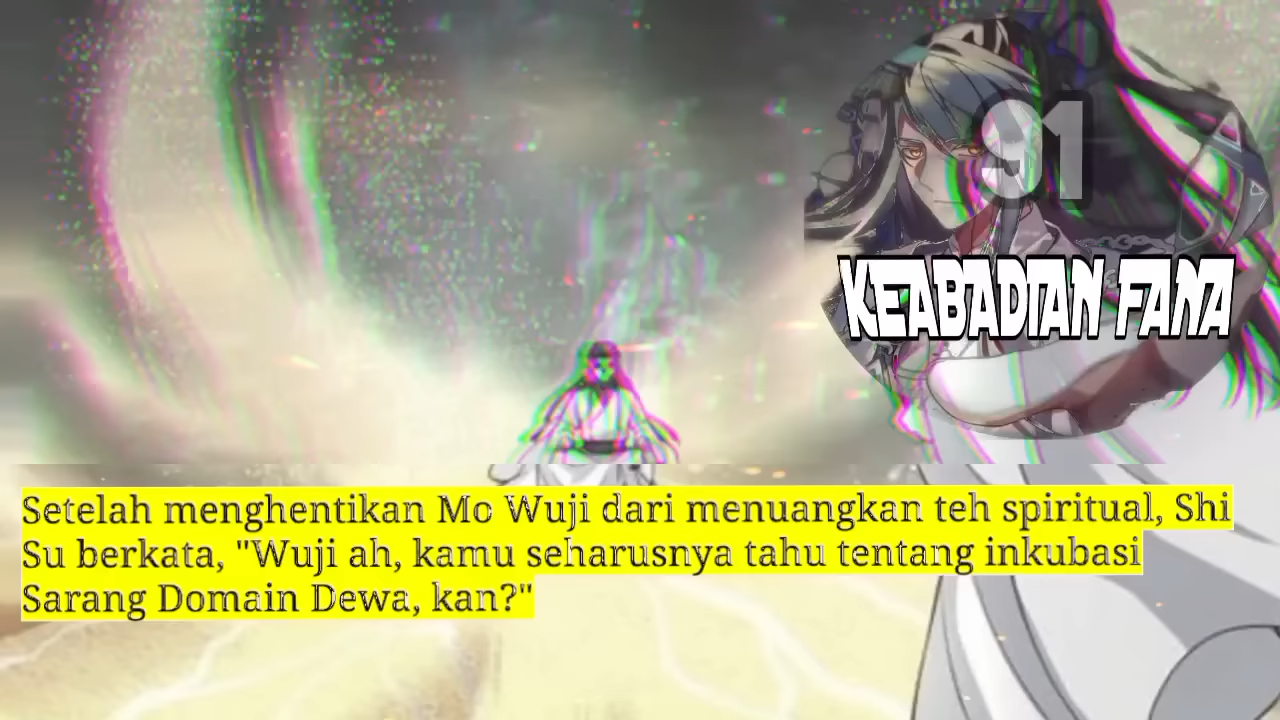 91
KEABADIAN FANA
Setelah menghentikan Mo Wuji dari menuangkan teh spiritual, Shi
Su berkata, "Wuji ah, kamu seharusnya tahu tentang inkubasi
Sarang Domain Dewa, kan?"